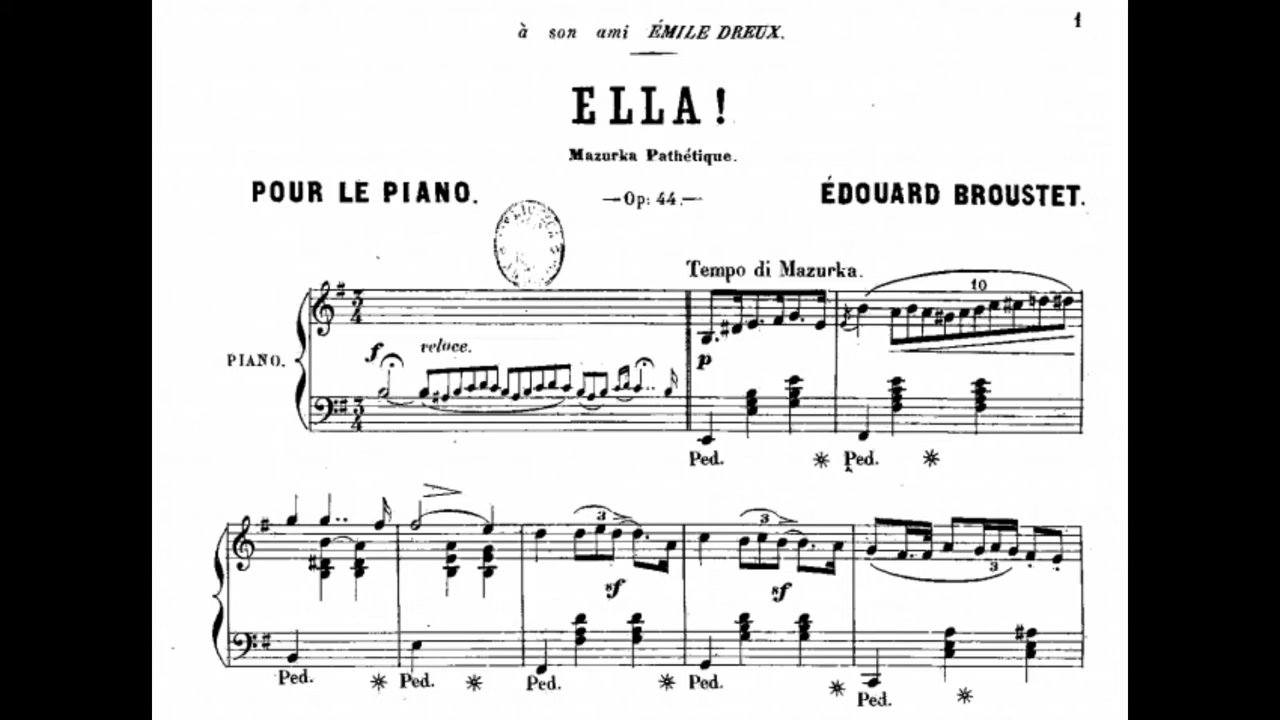 1
à son ami ÉMILE DREUX.
ELLA!
Mazurka Pathétique.
POUR LE PIANO. — Op: 44. — ÉDOUARD BROUSTET.
Tempo di Mazurka.
10
f veloce.
PIANO.
p
Ped. Ped.
3 3
sf sf
3
Ped. Ped. Ped. Ped. Ped.